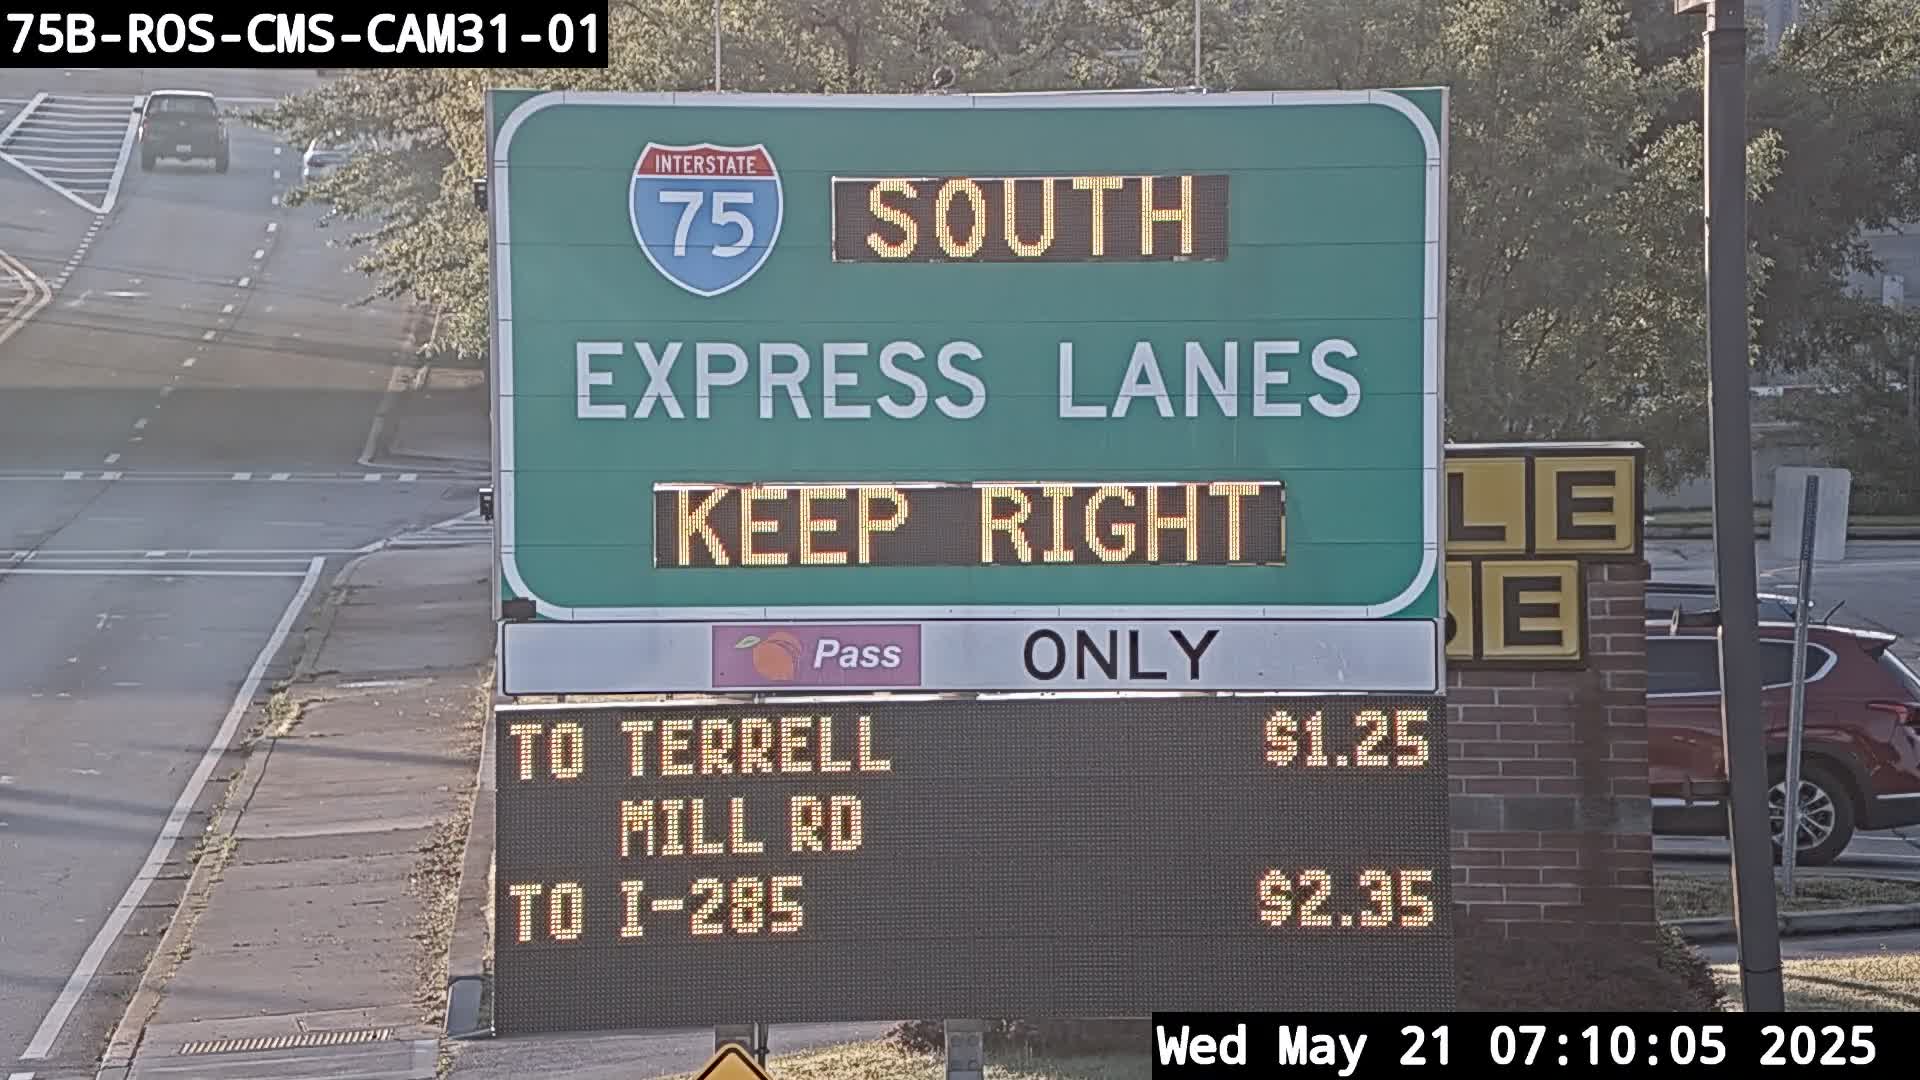 75B-ROS-CMS-CAM31-01
INTERSTATE
75
SOUTH
EXPRESS LANES
KEEP RIGHT
Pass ONLY
TO TERRELL $1.25
MILL RD
TO I-285 $2.35
LE
E
Wed May 21 07:10:05 2025